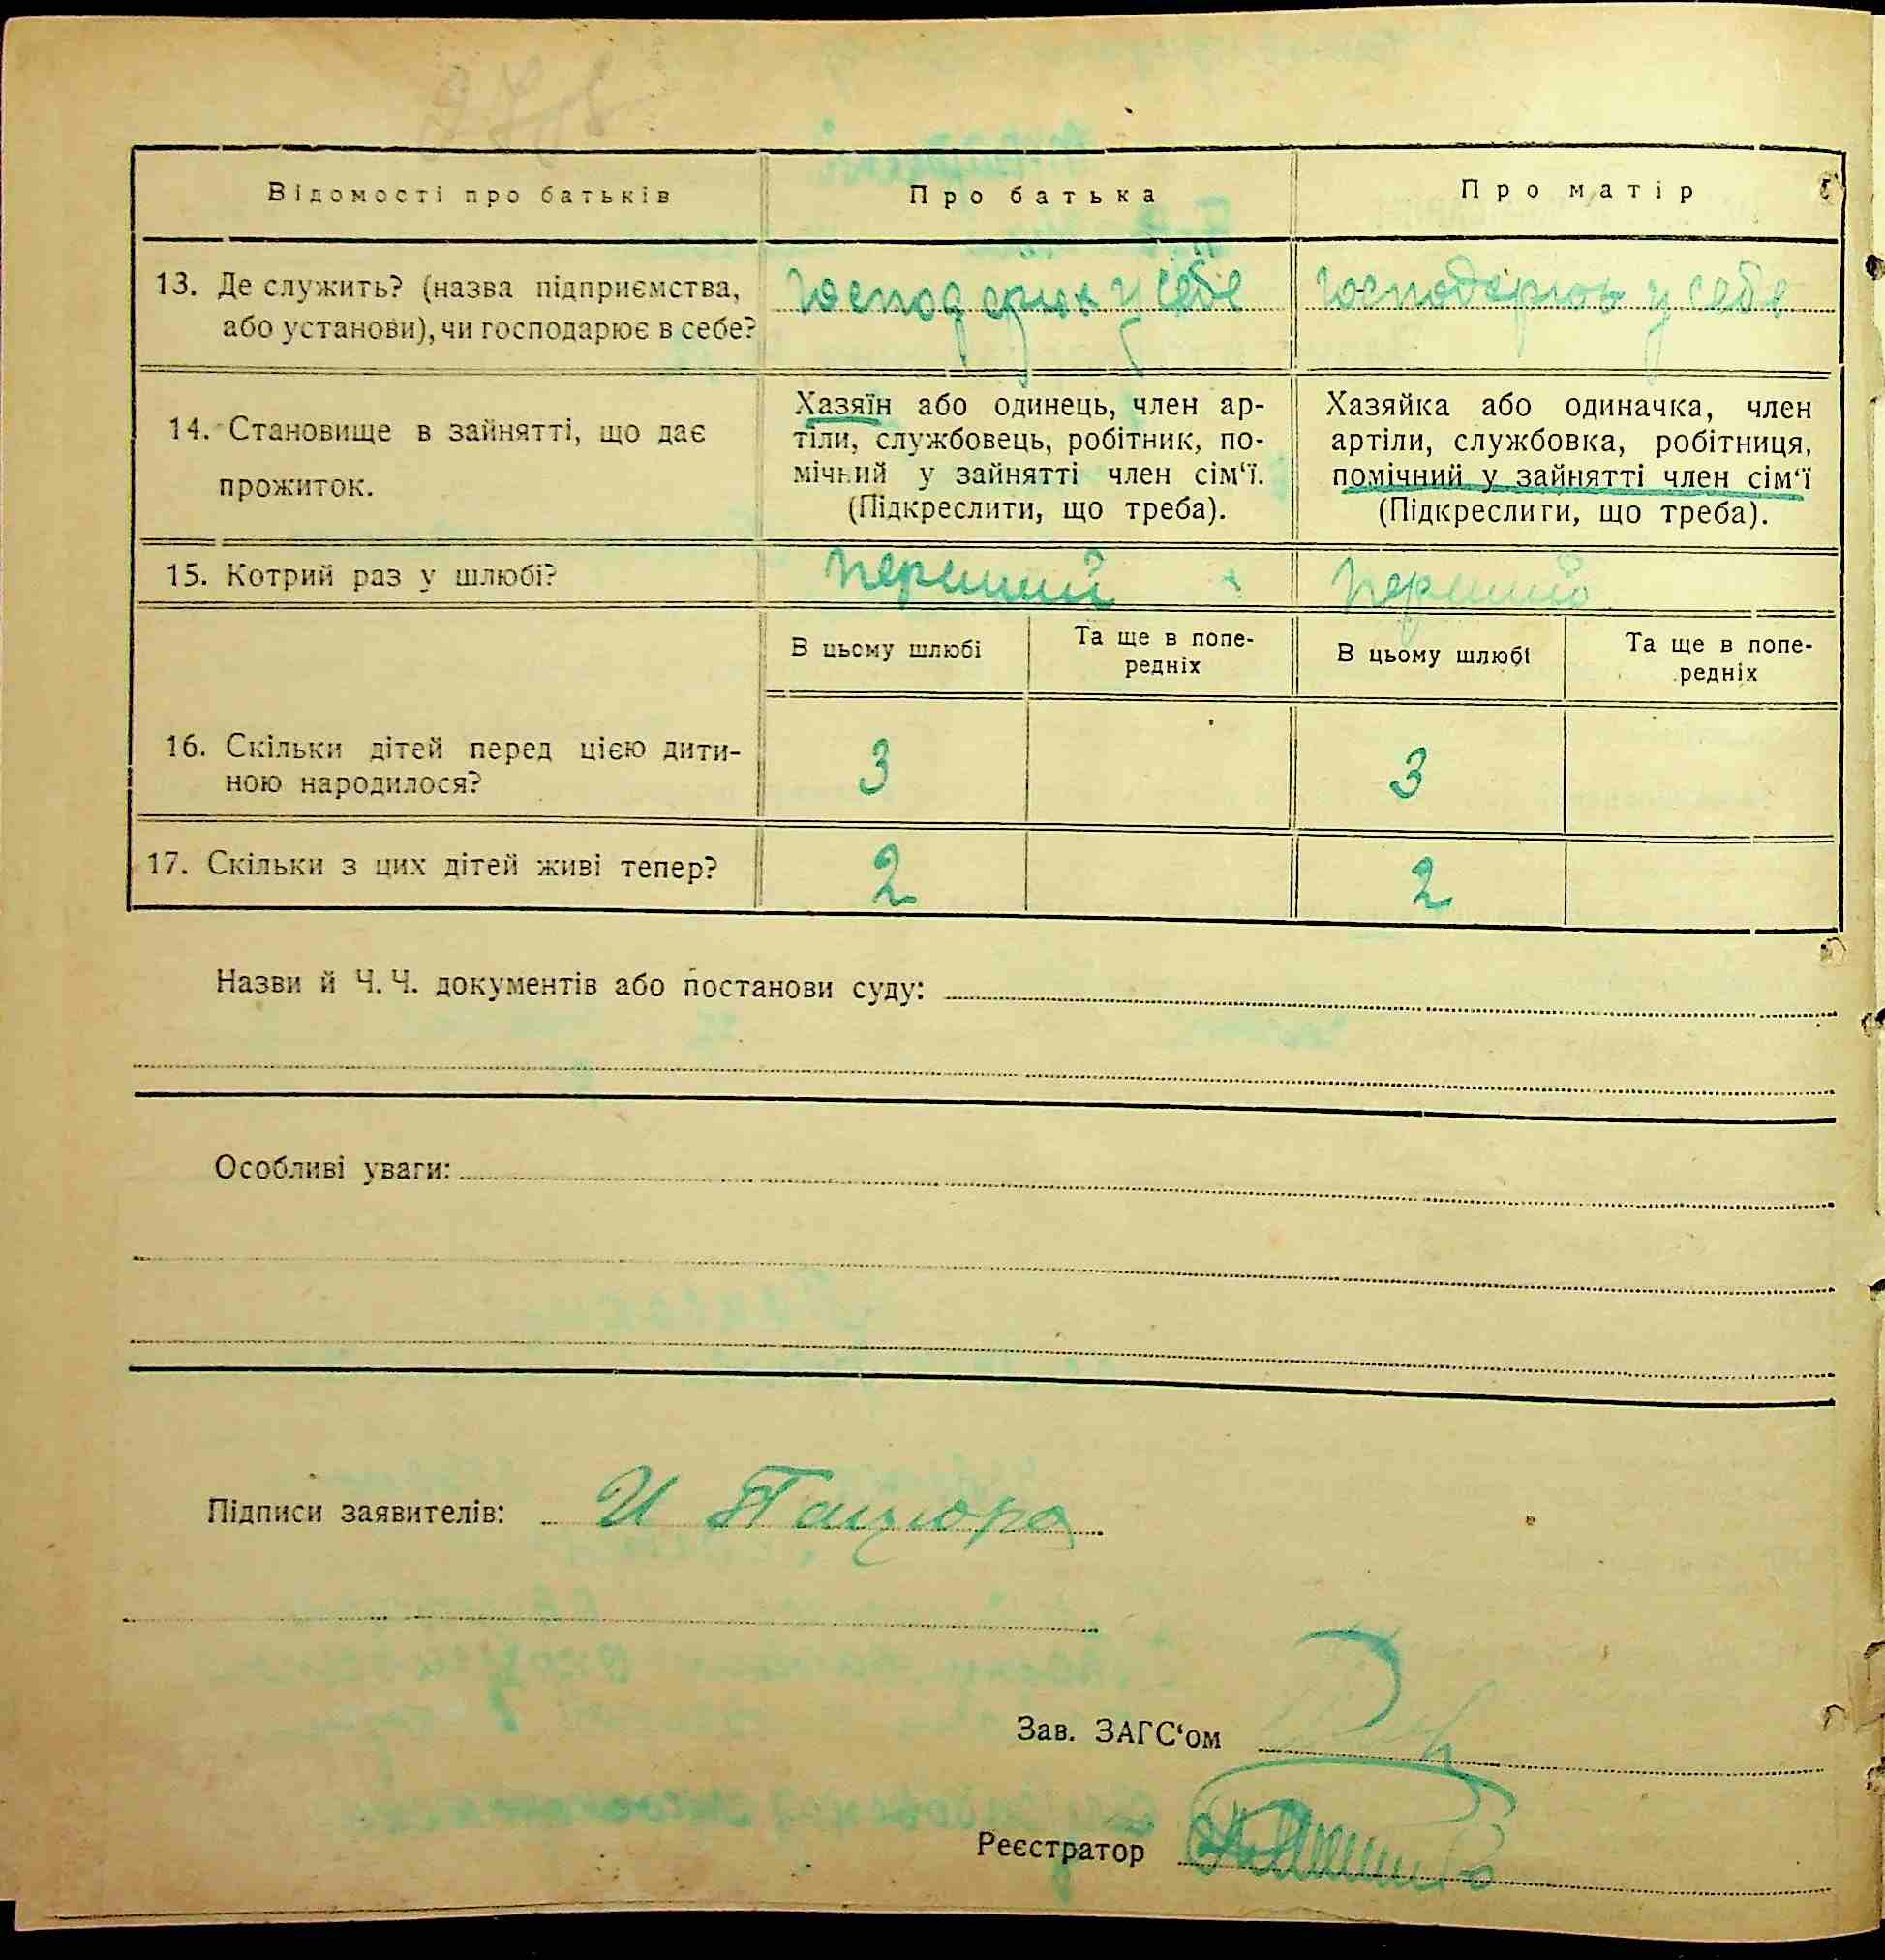 Відомості про батьків
Про батька
Про матір
13. Де служить? (назва підприємства,
або установи), чи господарює в себе?
господарює у себе
господарює у себе
14. Становище в зайнятті, що дає
прожиток.
Хазяїн або одинець, член ар-
тіли, службовець, робітник, по-
мічний у зайнятті член сім‘ї.
(Підкреслити, що треба).
Хазяйка або одиначка, член
артіли, службовка, робітниця,
помічний у зайнятті член сім‘ї
(Підкреслити, що треба).
15. Котрий раз у шлюбі?
перший
перший
В цьому шлюбі
Та ще в попе-
редніх
В цьому шлюбі
Та ще в попе-
редніх
16. Скільки дітей перед цією дити-
ною народилося?
3
3
17. Скільки з цих дітей живі тепер?
2
2
Назви й Ч. Ч. документів або постанови суду:
Особливі уваги:
Підписи заявителів: И Пацюра
Зав. ЗАГС‘ом
Реєстратор